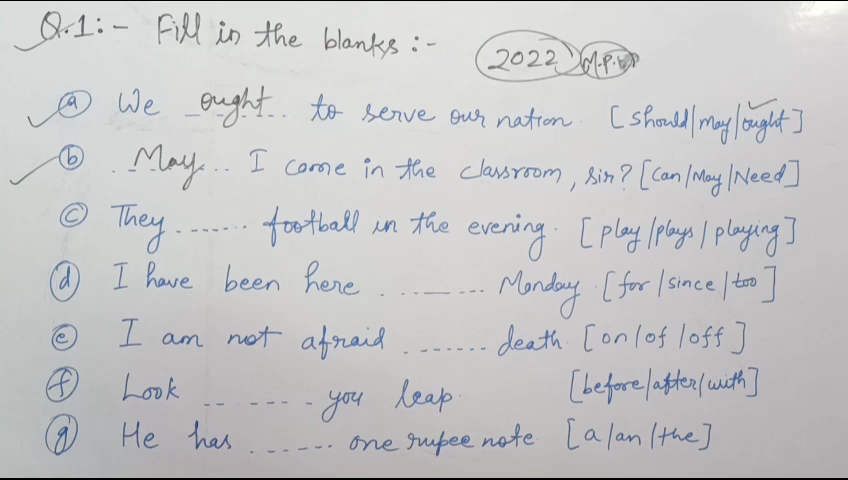 Q.1:- Fill in the blanks :-
2022 M.P.
(a) We ought to serve our nation. [should/may/ought]
(b) May I come in the classroom, sir? [Can/May/Need]
(c) They ....... football in the evening. [play/plays/playing]
(d) I have been here .......... Monday. [for/since/too]
(e) I am not afraid ........ death. [on/of/off]
(f) Look ........ you leap. [before/after/with]
(g) He has ....... one rupee note. [a/an/the]